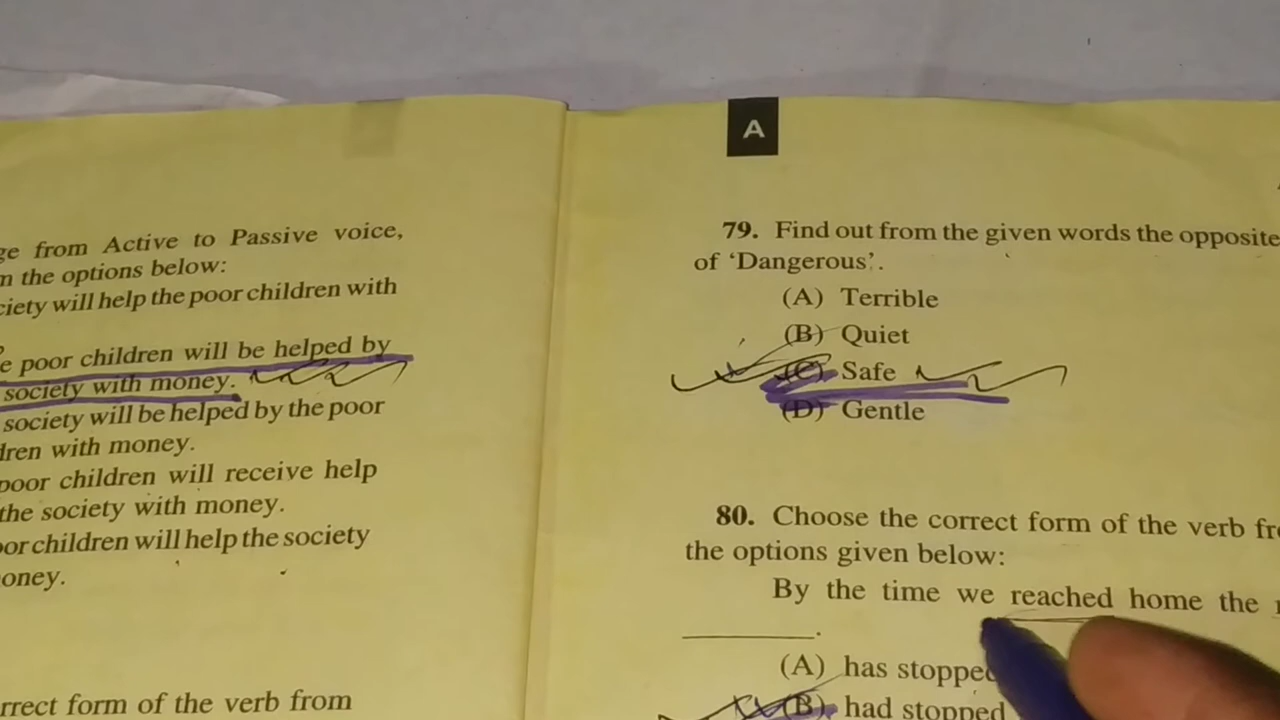 ge from Active to Passive voice,
m the options below:
ciety will help the poor children with
e poor children will be helped by
society with money.
society will be helped by the poor
dren with money.
poor children will receive help
the society with money.
oor children will help the society
oney.
rrect form of the verb from
A
79. Find out from the given words the opposite
of ‘Dangerous’.
(A) Terrible
(B) Quiet
(C) Safe
(D) Gentle
80. Choose the correct form of the verb fro
the options given below:
By the time we reached home the
.
(A) has stopped
(B) had stopped